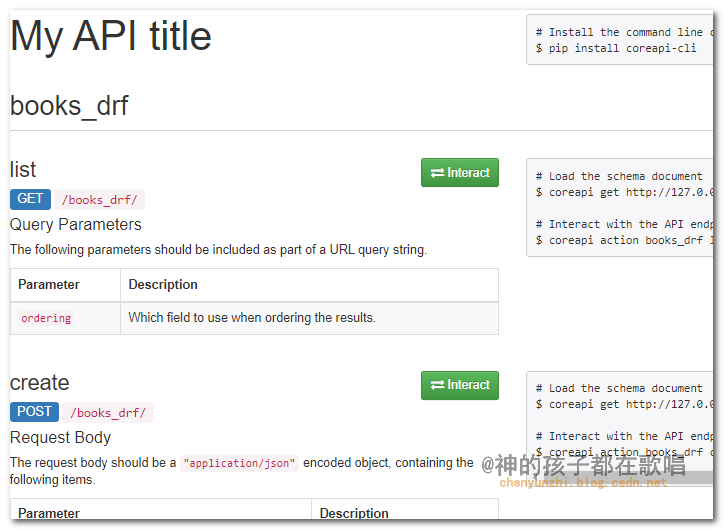 My API title
# Install the command line
$ pip install coreapi-cli
books_drf
list
Interact
GET /books_drf/
Query Parameters
The following parameters should be included as part of a URL query string.
Parameter Description
ordering Which field to use when ordering the results.
# Load the schema document
$ coreapi get http://127.0.0
# Interact with the API endp
$ coreapi action books_drf
create
Interact
POST /books_drf/
Request Body
The request body should be a "application/json" encoded object, containing the
following items.
Parameter Description
# Load the schema document
$ coreapi get http://127.0.0
# Interact with the API endp
$ coreapi action books_drf
@神的孩子都在歌唱
chenyunzhi.blog.csdn.net